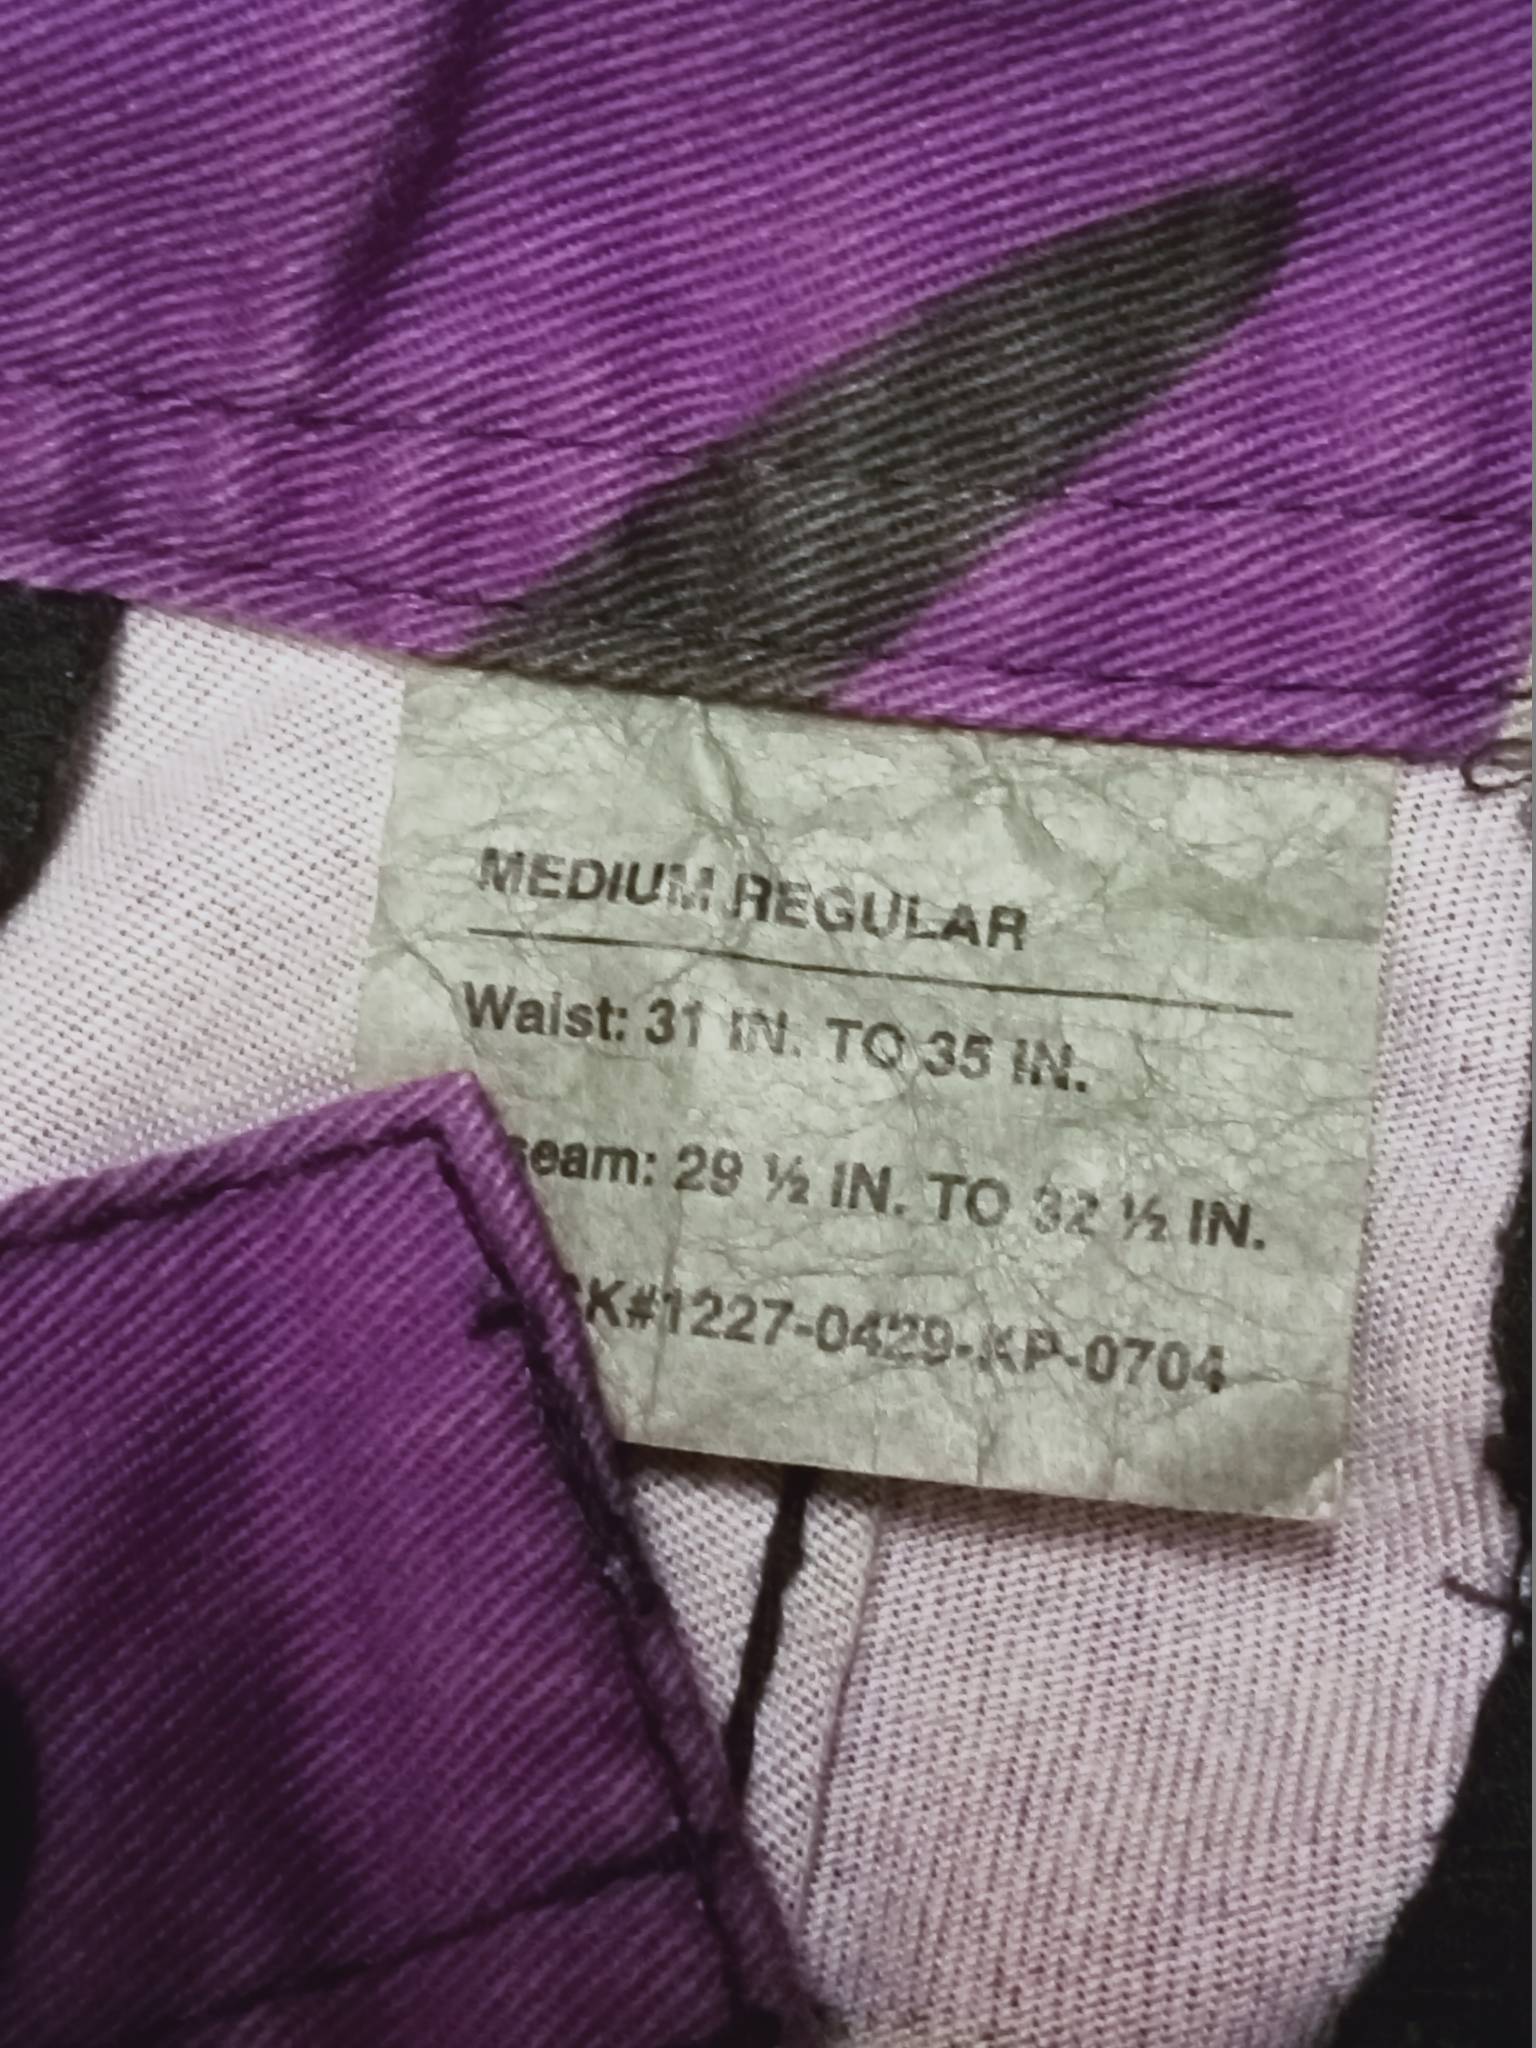 MEDIUM REGULAR
Waist: 31 IN. TO 35 IN.
seam: 29 ½ IN. TO 32 ½ IN.
CK#1227-0429-KP-0704